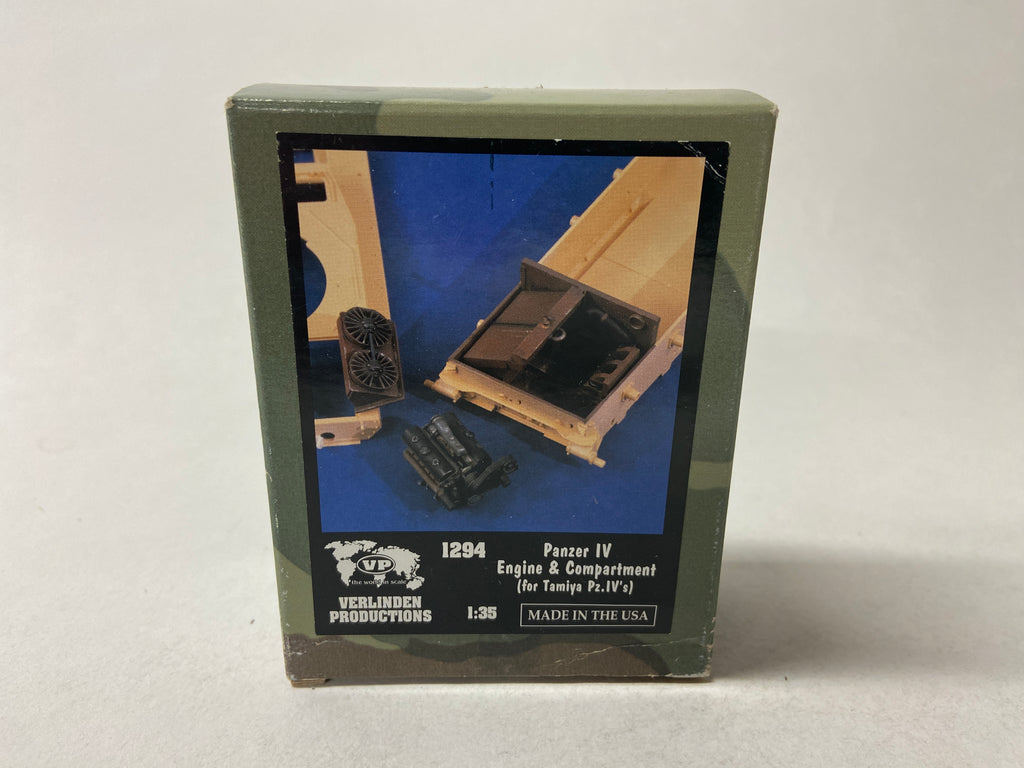 VP
the world in scale
VERLINDEN
PRODUCTIONS
1294
1:35
Panzer IV
Engine & Compartment
(for Tamiya Pz.IV's)
MADE IN THE USA